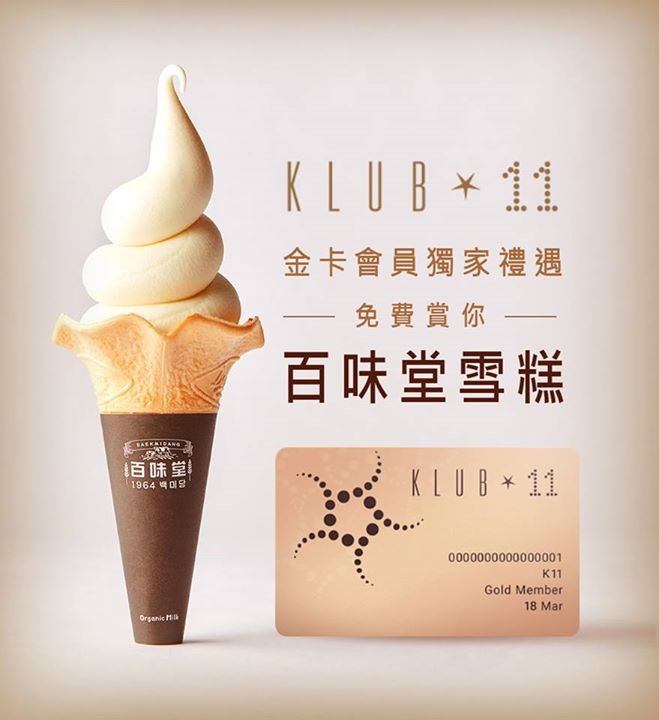 KLUB★11
金卡會員獨家禮遇
免費賞你
百味堂雪糕
BAEKMIDANG
百味堂
1964 백미당
Organic Milk
KLUB★11
0000000000000001
K11
Gold Member
18 Mar